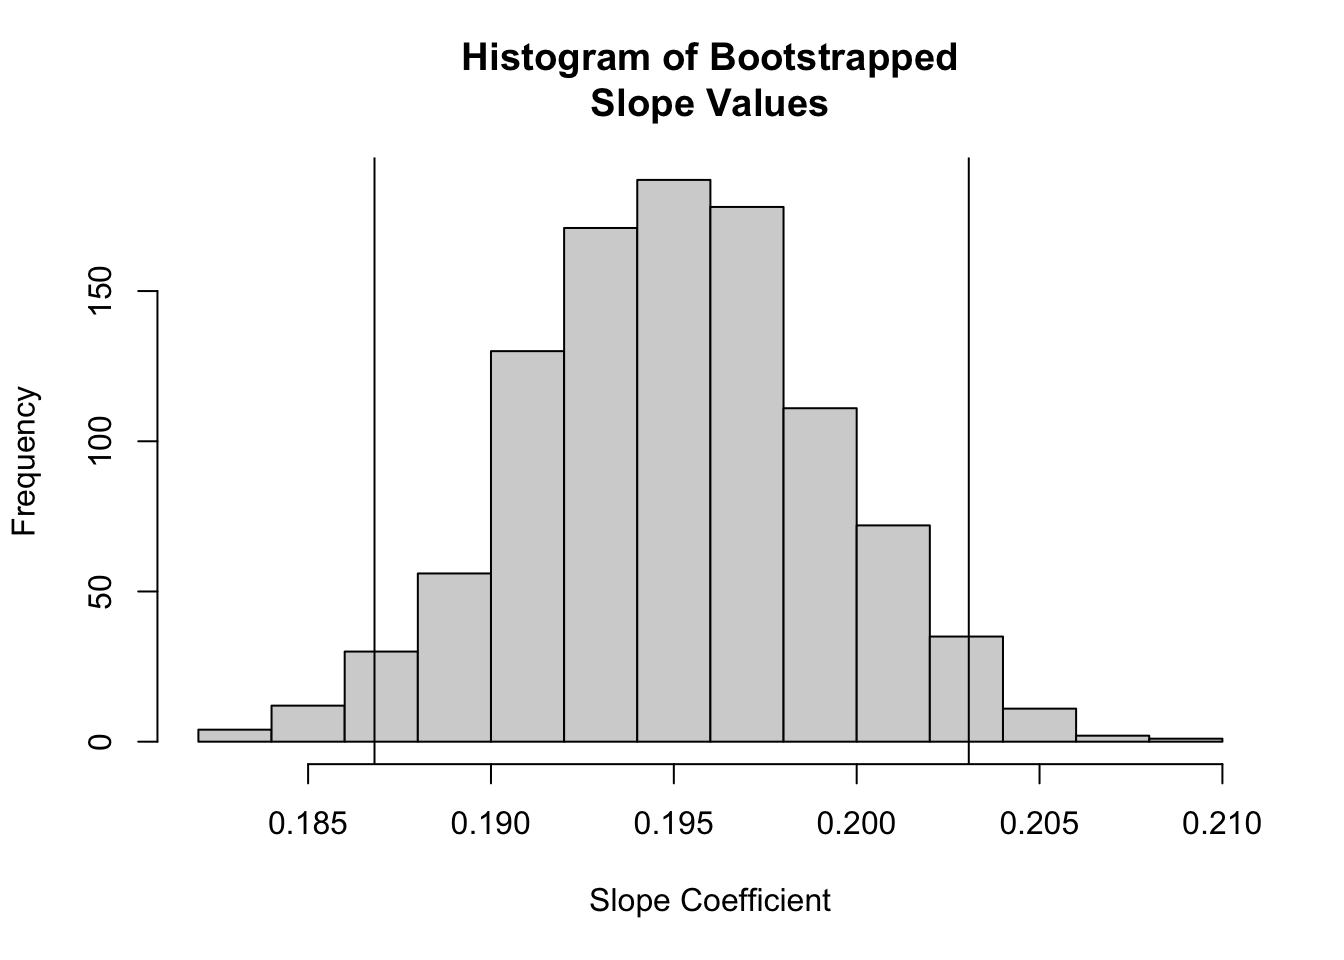 Histogram of Bootstrapped
Slope Values
Frequency
150
100
50
0
0.185 0.190 0.195 0.200 0.205 0.210
Slope Coefficient